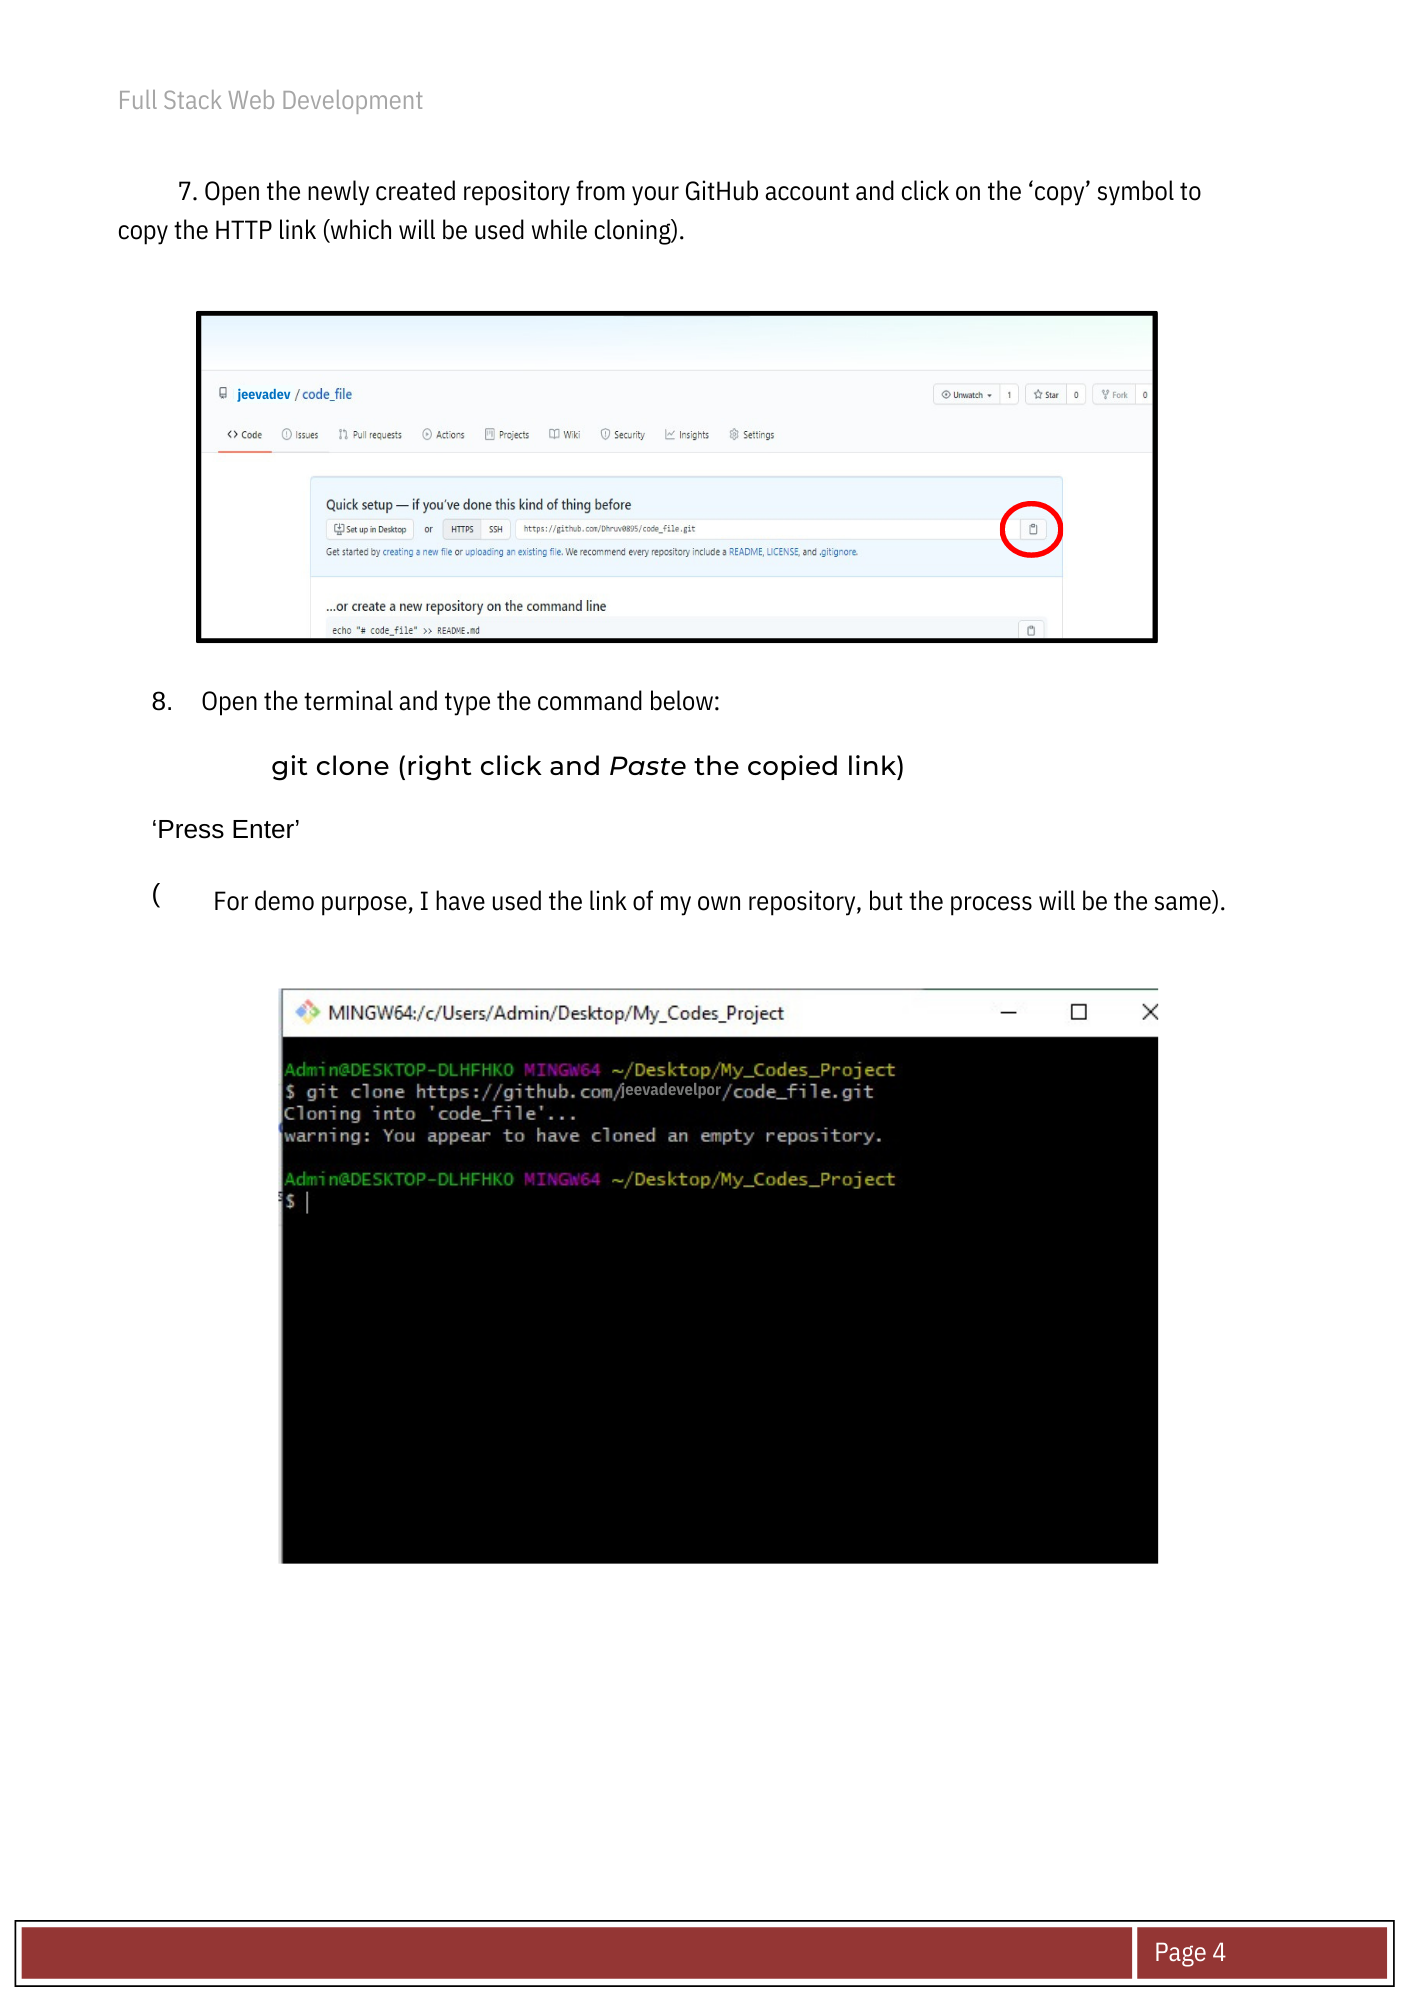 Full Stack Web Development
7. Open the newly created repository from your GitHub account and click on the ‘copy’ symbol to
copy the HTTP link (which will be used while cloning).
jeevadev / code_file
Unwatch 1 Star 0 Fork 0
Code Issues Pull requests Actions Projects Wiki Security Insights Settings
Quick setup — if you’ve done this kind of thing before
Set up in Desktop or HTTPS SSH https://github.com/Dhruv0895/code_file.git
Get started by creating a new file or uploading an existing file. We recommend every repository include a README, LICENSE, and .gitignore.
...or create a new repository on the command line
echo "# code_file" >> README.md
8. Open the terminal and type the command below:
git clone (right click and Paste the copied link)
‘Press Enter’
( For demo purpose, I have used the link of my own repository, but the process will be the same).
MINGW64:/c/Users/Admin/Desktop/My_Codes_Project
Admin@DESKTOP-DLHFHKO MINGW64 ~/Desktop/My_Codes_Project
$ git clone https://github.com/jeevadevelpor/code_file.git
Cloning into 'code_file'...
warning: You appear to have cloned an empty repository.
Admin@DESKTOP-DLHFHKO MINGW64 ~/Desktop/My_Codes_Project
$
Page 4